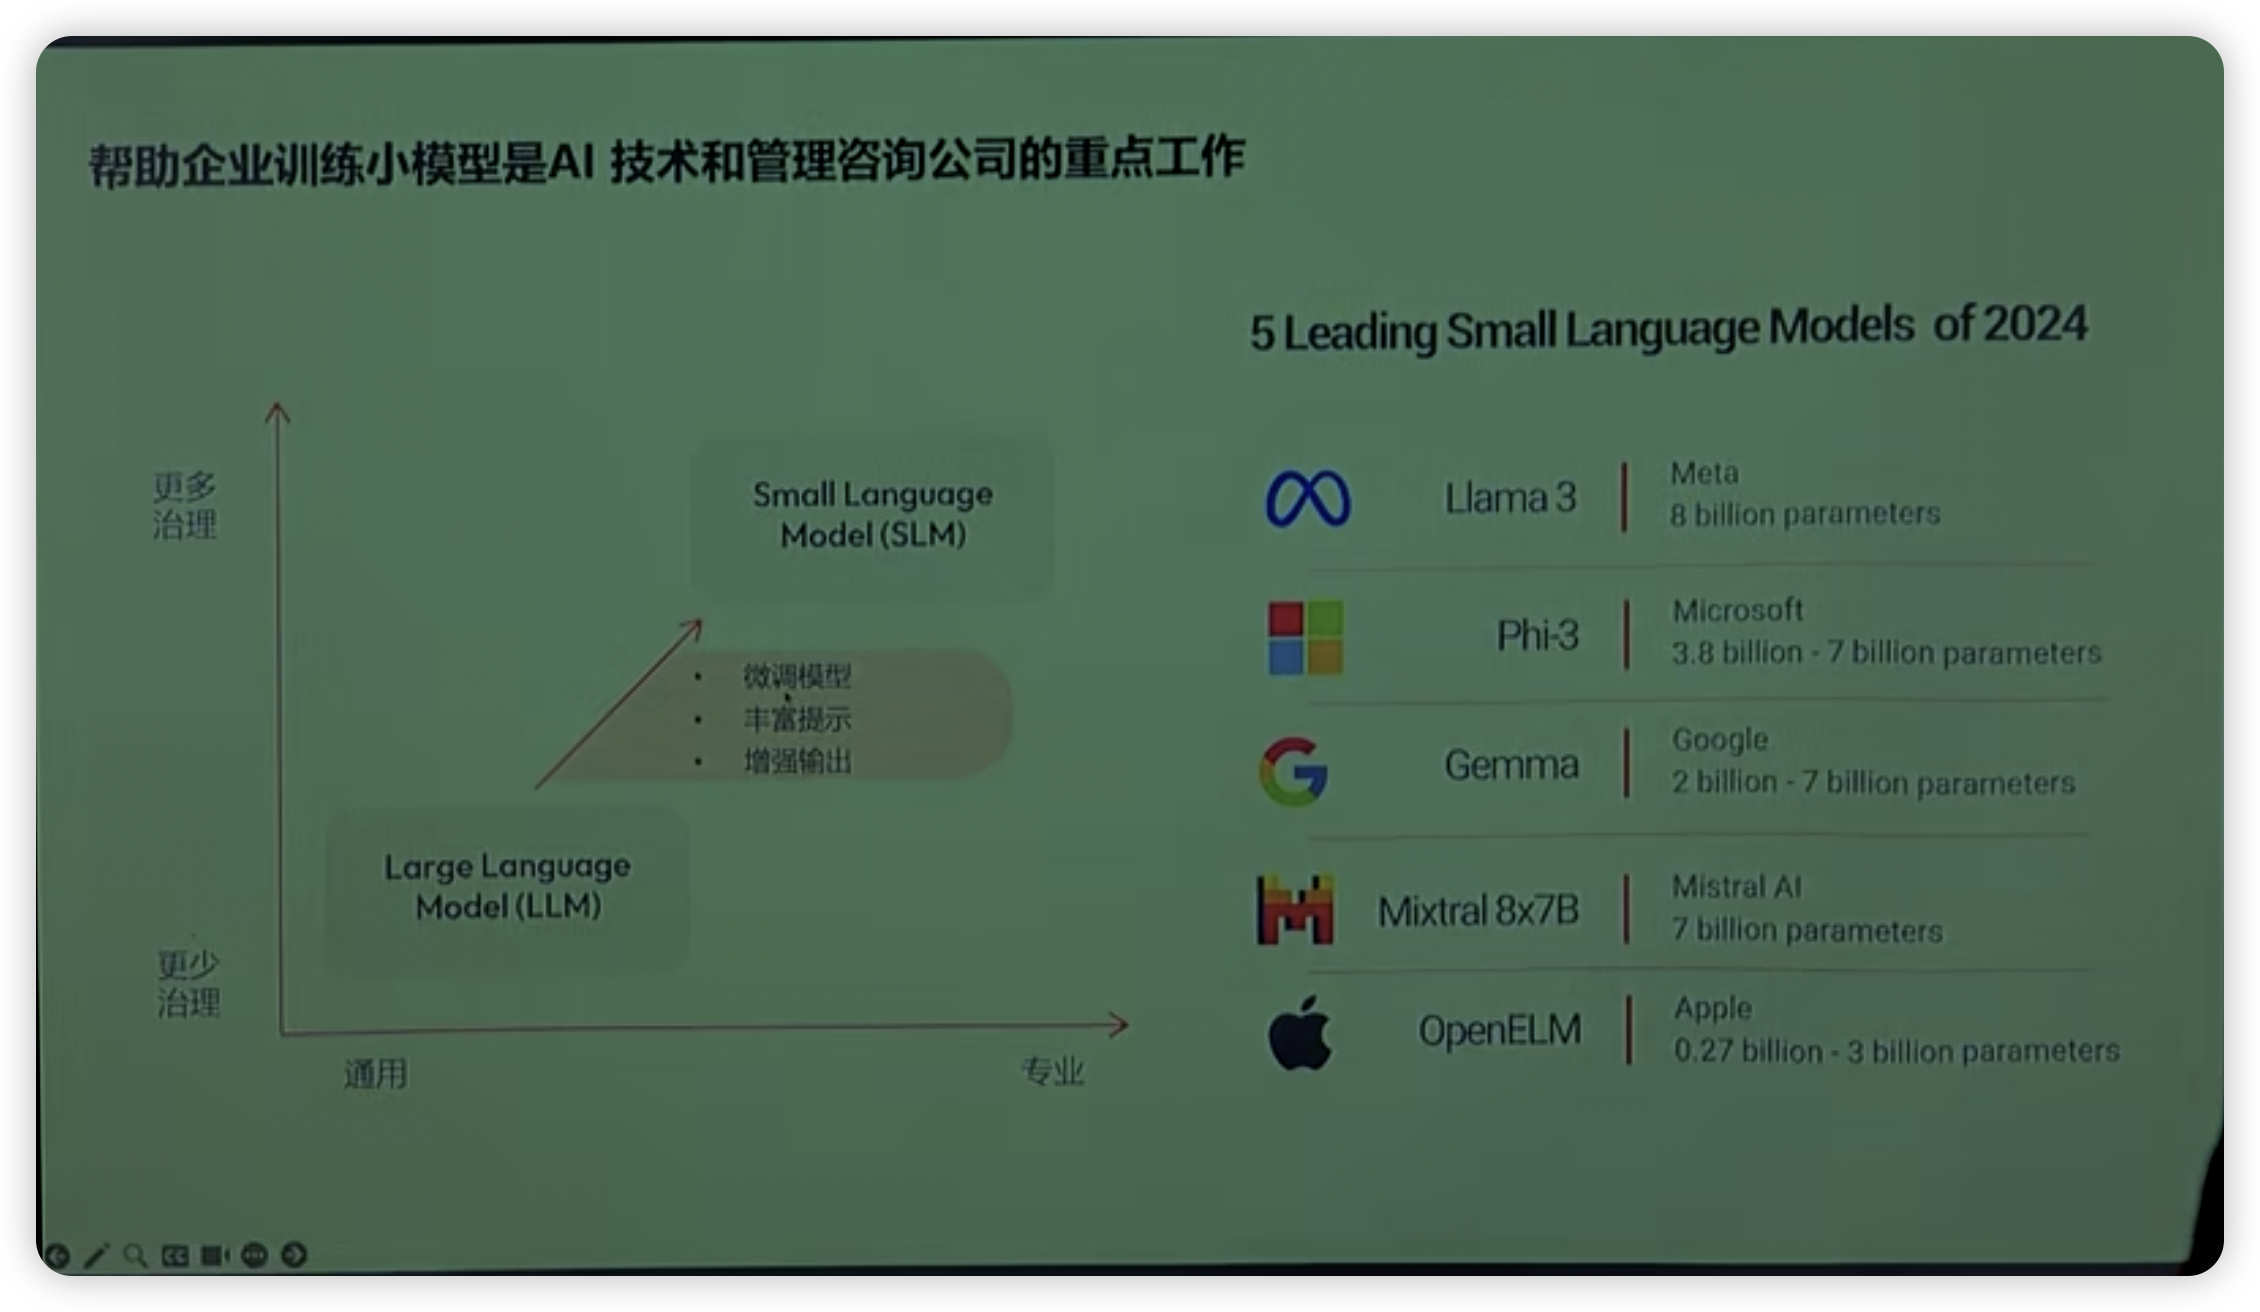 帮助企业训练小模型是AI 技术和管理咨询公司的重点工作
更多
治理
Small Language
Model (SLM)
• 微调模型
• 丰富提示
• 增强输出
Large Language
Model (LLM)
更少
治理
通用
专业
5 Leading Small Language Models of 2024
Llama 3
Meta
8 billion parameters
Phi-3
Microsoft
3.8 billion - 7 billion parameters
Gemma
Google
2 billion - 7 billion parameters
Mixtral 8x7B
Mistral AI
7 billion parameters
OpenELM
Apple
0.27 billion - 3 billion parameters